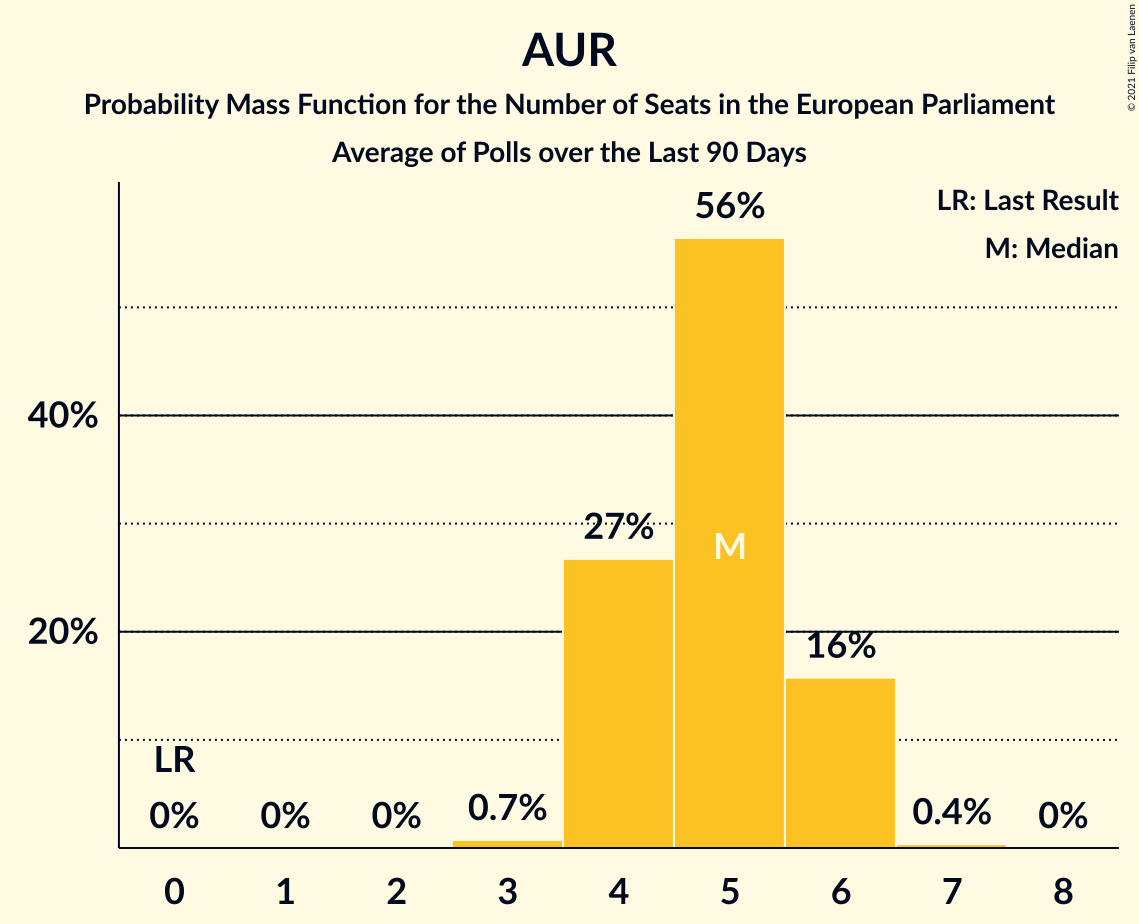 AUR
Probability Mass Function for the Number of Seats in the European Parliament
Average of Polls over the Last 90 Days
© 2021 Filip van Laenen
LR: Last Result
M: Median
56%
40%
27%
M
20%
16%
LR
0%
0%
0%
0.7%
0.4%
0%
0
1
2
3
4
5
6
7
8